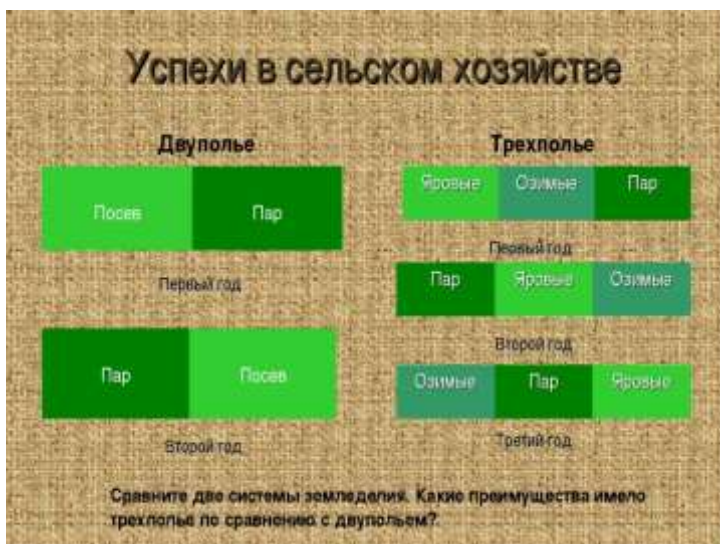 Успехи в сельском хозяйстве
Двуполье
Посев Пар
Первый год
Пар Посев
Второй год
Трехполье
Яровые Озимые Пар
Первый год
Пар Яровые Озимые
Второй год
Озимые Пар Яровые
Третий год
Сравните две системы земледелия. Какие преимущества имело
трехполье по сравнению с двупольем?